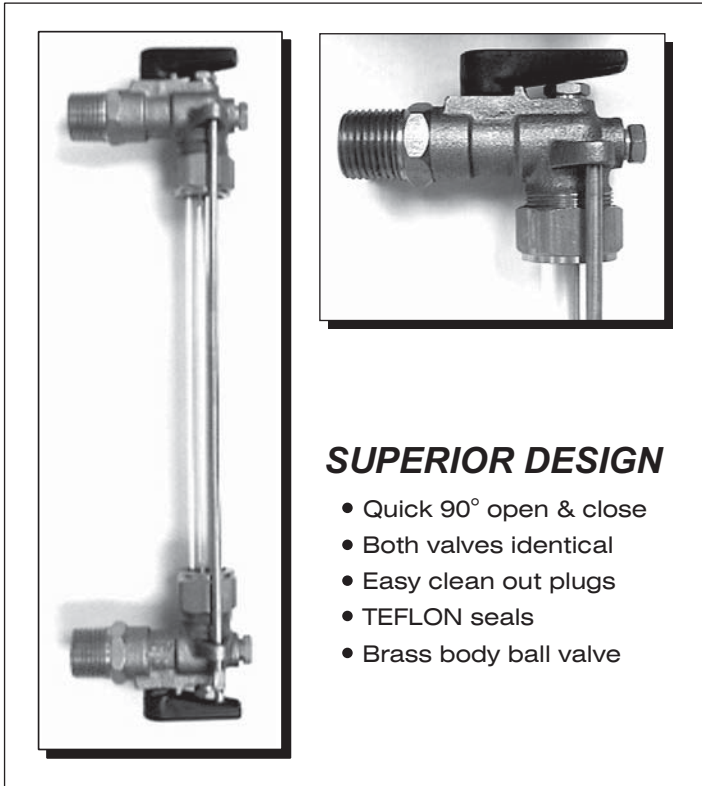 SUPERIOR DESIGN
• Quick 90° open & close
• Both valves identical
• Easy clean out plugs
• TEFLON seals
• Brass body ball valve